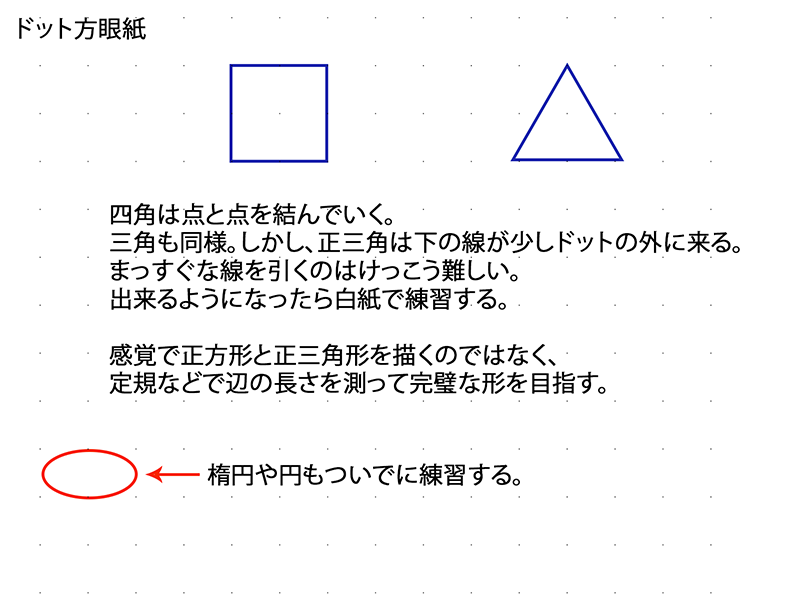 ドット方眼紙
四角は点と点を結んでいく。
三角も同様。しかし、正三角は下の線が少しドットの外に来る。
まっすぐな線を引くのはけっこう難しい。
出来るようになったら白紙で練習する。
感覚で正方形と正三角形を描くのではなく、
定規などで辺の長さを測って完璧な形を目指す。
楕円や円もついでに練習する。